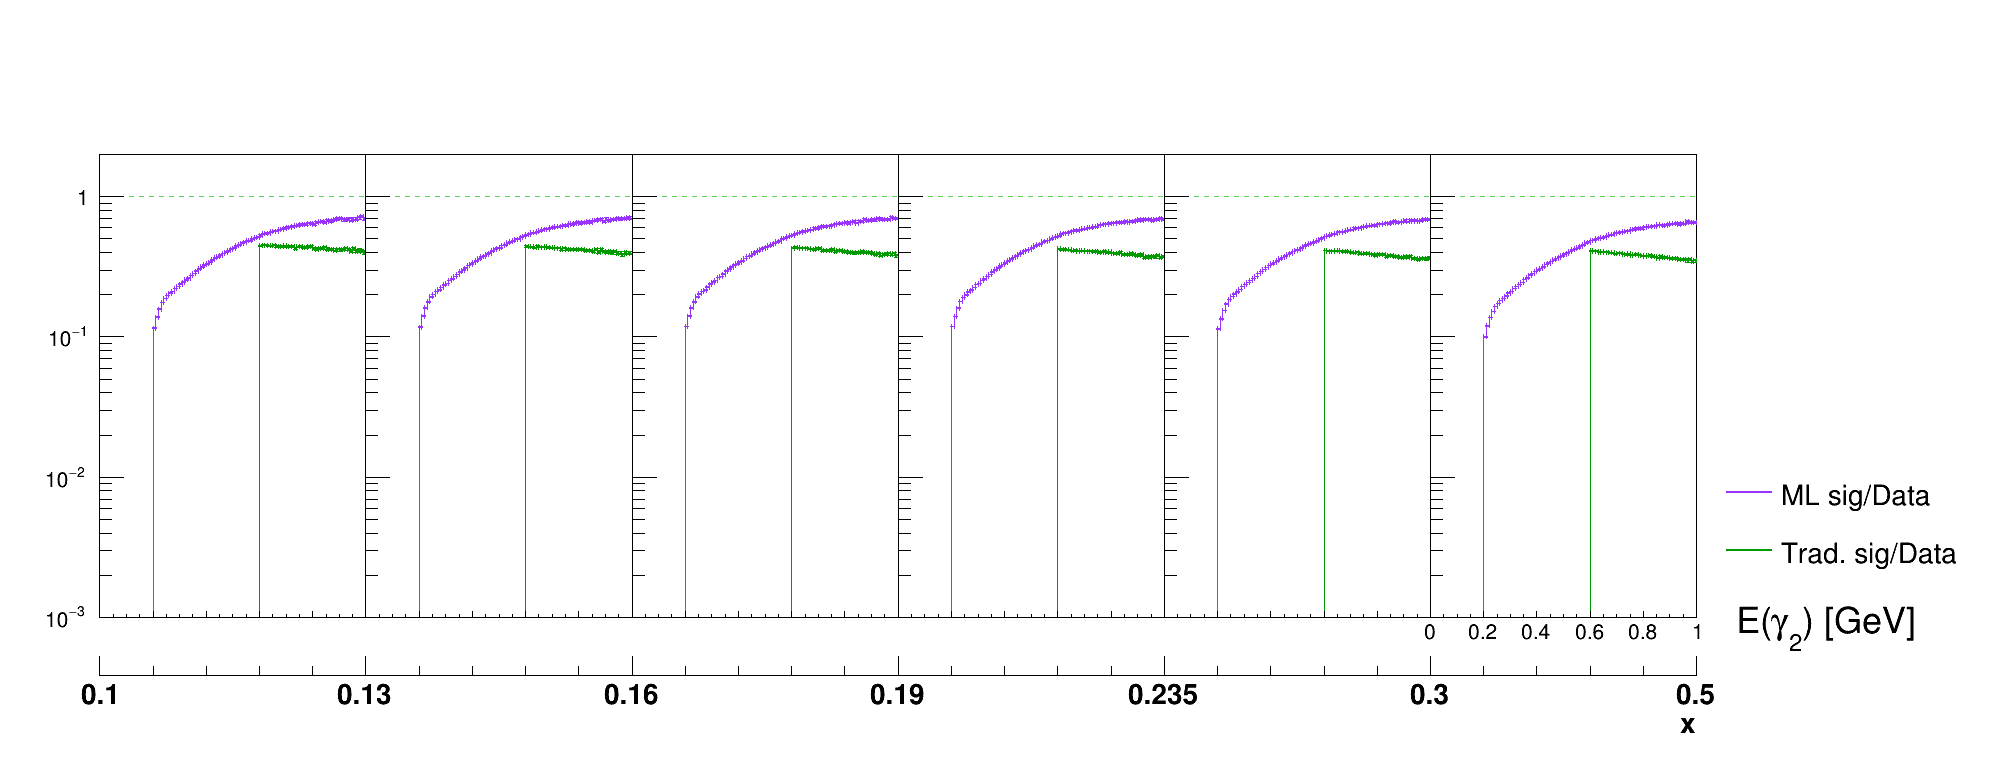 1
10⁻¹
10⁻²
10⁻³
ML sig/Data
Trad. sig/Data
E(γ₂) [GeV]
0 0.2 0.4 0.6 0.8 1
0.1 0.13 0.16 0.19 0.235 0.3 0.5
x